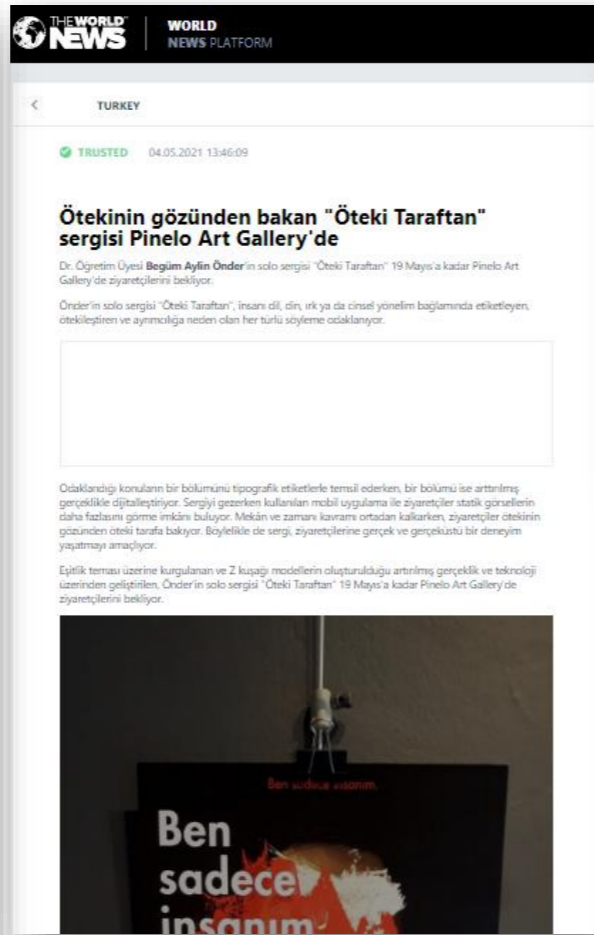 THE WORLD
NEWS
WORLD
NEWS PLATFORM
TURKEY
TRUSTED 04.05.2021 13:46:09
Ötekinin gözünden bakan "Öteki Taraftan"
sergisi Pinelo Art Gallery'de
Dr. Öğretim Üyesi Begüm Aylin Önder'in solo sergisi "Öteki Taraftan" 19 Mayıs'a kadar Pinelo Art
Gallery'de ziyaretçilerini bekliyor.
Önder'in solo sergisi "Öteki Taraftan", insanı dil, din, ırk ya da cinsel yönelim bağlamında etiketleyen,
ötekileştiren ve ayrımcılığa neden olan her türlü söyleme odaklanıyor.
Odaklandığı konuların bir bölümünü tipografik etiketlerle temsil ederken, bir bölümü ise arttırılmış
gerçeklikle dijitalleştiriyor. Sergiyi gezerken kullanılan mobil uygulama ile ziyaretçiler statik görsellerin
daha fazlasını görme imkânı buluyor. Mekân ve zamanı kavramı ortadan kalkarken, ziyaretçiler ötekinin
gözünden öteki tarafa bakıyor. Böylelikle de sergi, ziyaretçilerine gerçek ve gerçeküstü bir deneyim
yaşatmayı amaçlıyor.
Eşitlik teması üzerine kurgulanan ve Z kuşağı modellerin oluşturulduğu artırılmış gerçeklik ve teknoloji
üzerinden geliştirilen, Önder'in solo sergisi "Öteki Taraftan" 19 Mayıs'a kadar Pinelo Art Gallery'de
ziyaretçilerini bekliyor.
Ben sadece insanım.
Ben
sadece
insanım